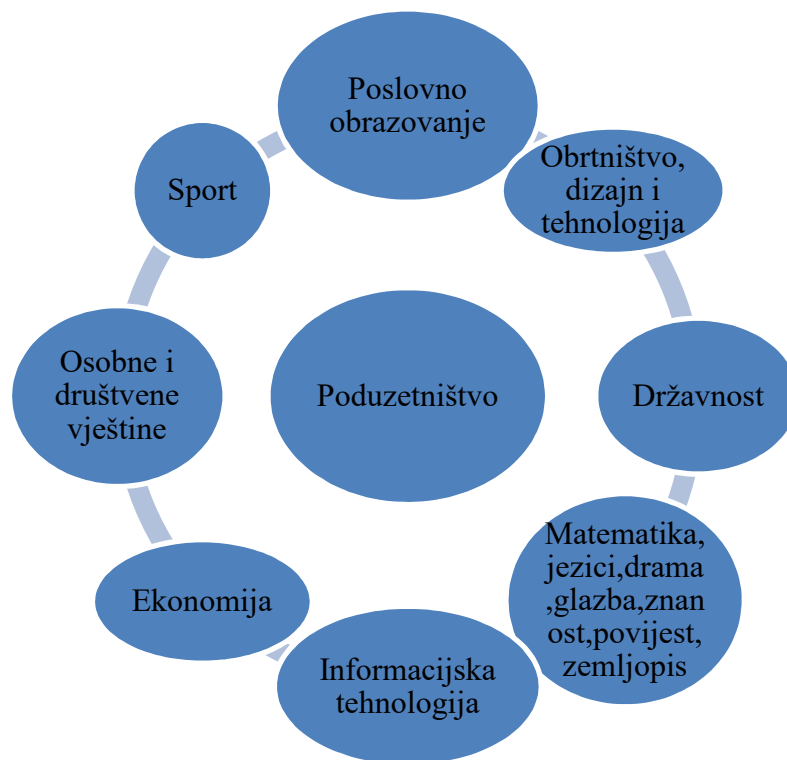 Poslovno
obrazovanje
Obrtništvo,
dizajn i
tehnologija
Državnost
Matematika,
jezici,drama
,glazba,znan
ost,povijest,
zemljopis
Informacijska
tehnologija
Ekonomija
Osobne i
društvene
vještine
Sport
Poduzetništvo